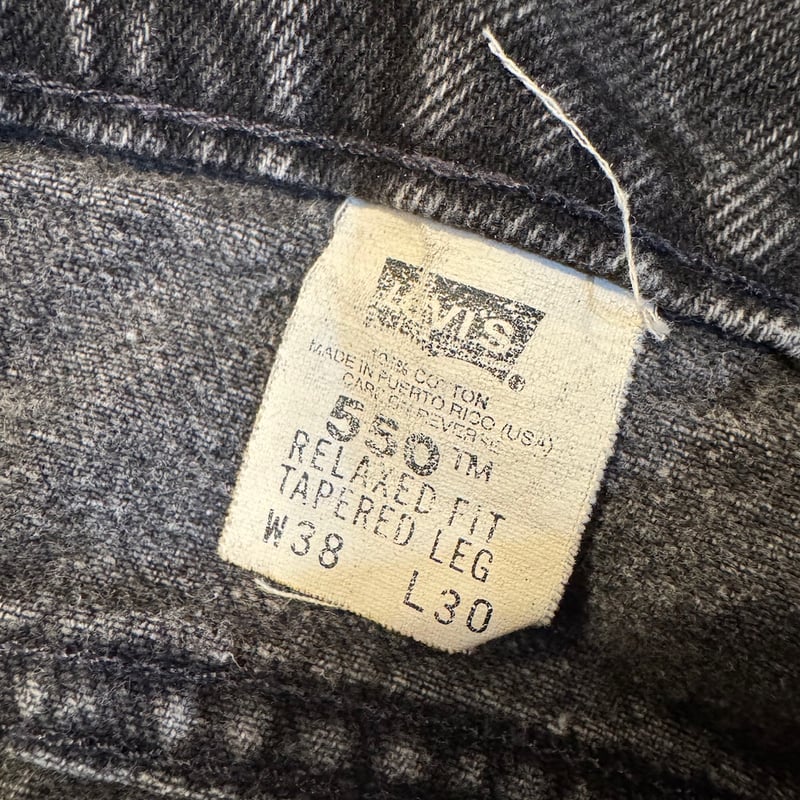 LEVI'S
100% COTTON
MADE IN PUERTO RICO (USA)
CARE ON REVERSE
550™
RELAXED FIT
TAPERED LEG
W38 L30